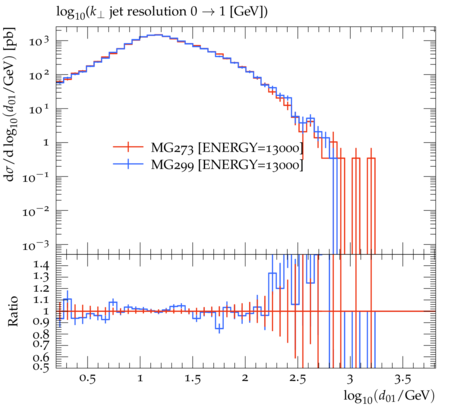 log₁₀(k⊥ jet resolution 0 → 1 [GeV])
dσ/d log₁₀(d₀₁/GeV) [pb]
10³
10²
10¹
1
10⁻¹
10⁻²
10⁻³
MG273 [ENERGY=13000]
MG299 [ENERGY=13000]
Ratio
1.4
1.3
1.2
1.1
1
0.9
0.8
0.7
0.6
0.5
0.5 1 1.5 2 2.5 3 3.5
log₁₀(d₀₁/GeV)